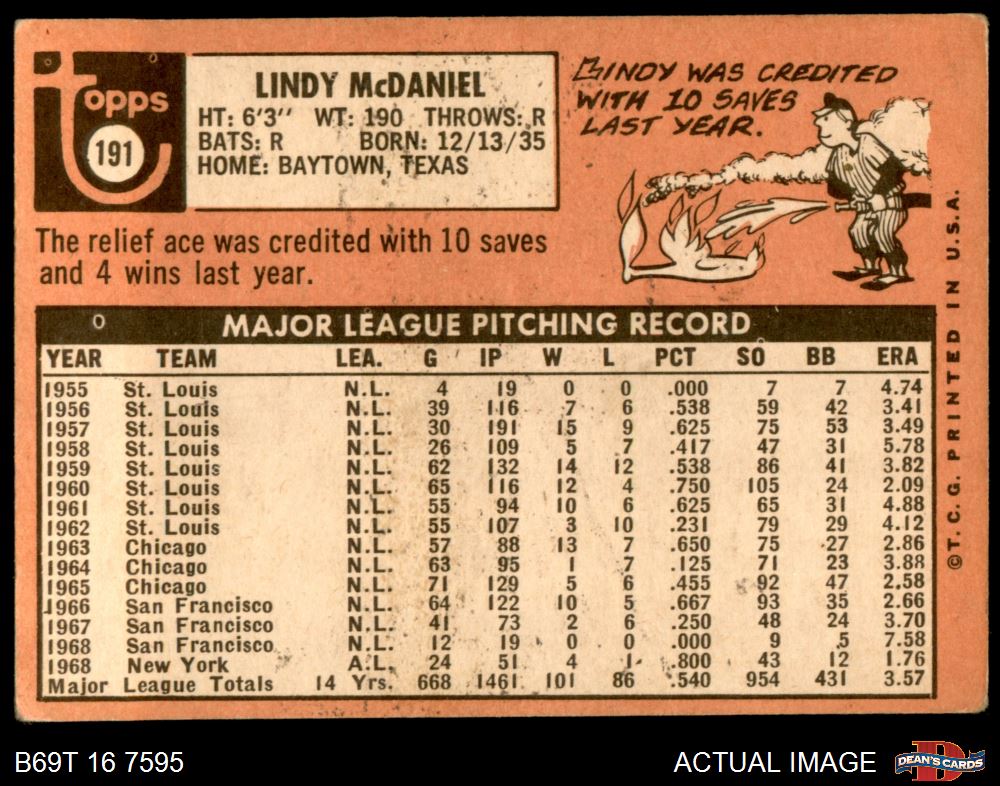 topps
191
LINDY McDANIEL
HT: 6'3" WT: 190 THROWS: R
BATS: R BORN: 12/13/35
HOME: BAYTOWN, TEXAS
LINDY WAS CREDITED
WITH 10 SAVES
LAST YEAR.
The relief ace was credited with 10 saves
and 4 wins last year.
MAJOR LEAGUE PITCHING RECORD
YEAR TEAM LEA. G IP W L PCT SO BB ERA
1955 St. Louis N.L. 4 19 0 0 .000 7 7 4.74
1956 St. Louis N.L. 39 116 7 6 .538 59 42 3.41
1957 St. Louis N.L. 30 191 15 9 .625 75 53 3.49
1958 St. Louis N.L. 26 109 5 7 .417 47 31 5.78
1959 St. Louis N.L. 62 132 14 12 .538 86 41 3.82
1960 St. Louis N.L. 65 116 12 4 .750 105 24 2.09
1961 St. Louis N.L. 55 94 10 6 .625 65 31 4.88
1962 St. Louis N.L. 55 107 3 10 .231 79 29 4.12
1963 Chicago N.L. 57 88 13 7 .650 75 27 2.86
1964 Chicago N.L. 63 95 1 7 .125 71 23 3.88
1965 Chicago N.L. 71 129 5 6 .455 92 47 2.58
1966 San Francisco N.L. 64 122 10 5 .667 93 35 2.66
1967 San Francisco N.L. 41 73 2 6 .250 48 24 3.70
1968 San Francisco N.L. 12 19 0 0 .000 9 5 7.58
1968 New York A.L. 24 51 4 1 .800 43 12 1.76
Major League Totals 14 Yrs. 668 1461 101 86 .540 954 431 3.57
©T.C.G. PRINTED IN U.S.A.
B69T 16 7595
ACTUAL IMAGE
DEAN'S CARDS